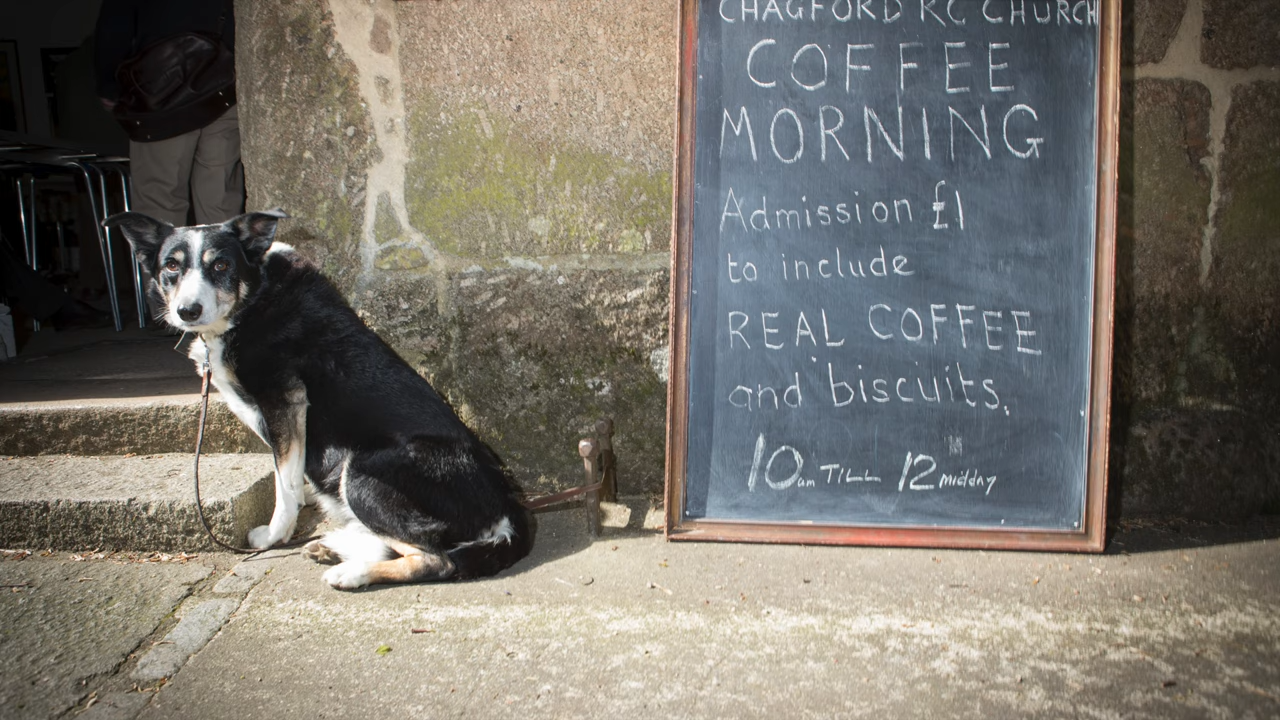 CHAGFORD RC CHURCH
COFFEE
MORNING
Admission £1
to include
REAL COFFEE
and biscuits.
10am TILL 12 midday